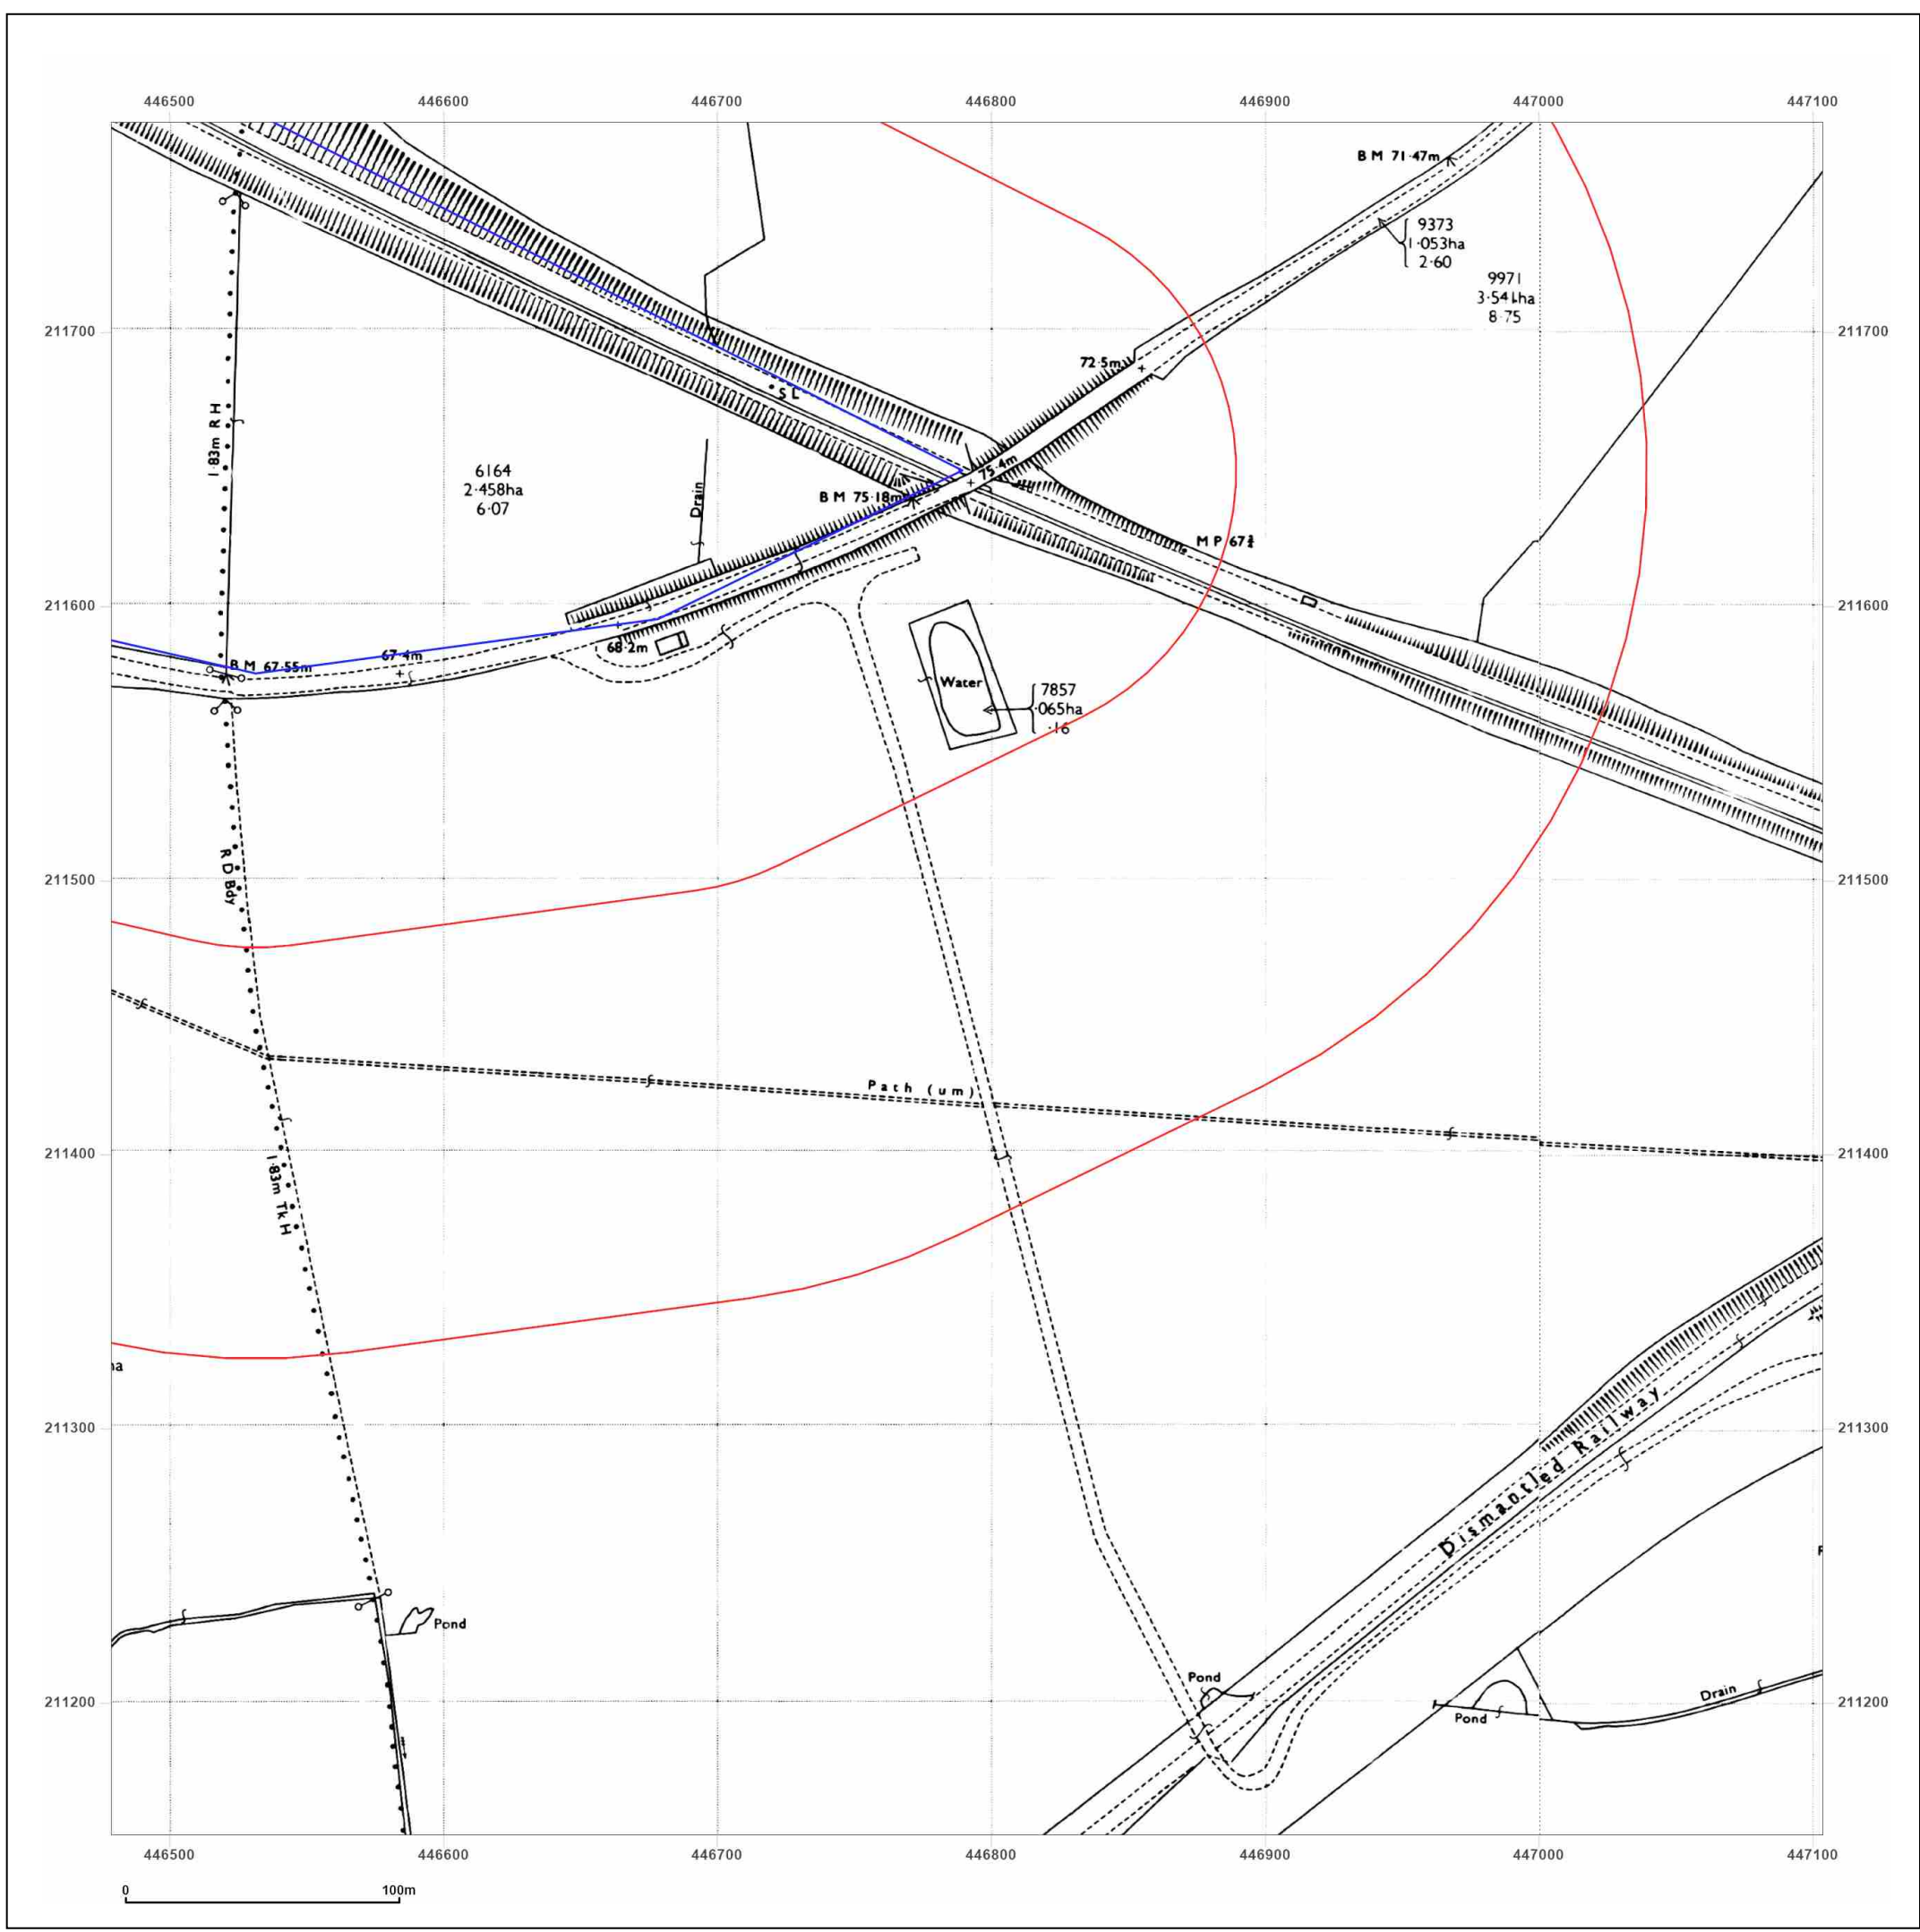 446500 446600 446700 446800 446900 447000 447100
B M 71·47m
9373
1·053ha
2·60
9971
8·75
211700 211700
72·5m
S L
1·83m R H
6164
2·458ha
6·07
75·4m
Drain
B M 75·18m
M P 67¾
211600 211600
68·2m
67·4m
B M 67·55m
Water
7857
·065ha
·16
R D Bdy
211500 211500
Path (um)
211400 211400
1·83m Tk H
ha
211300 211300
Dismantled Railway
Pond
Pond
211200 211200
Drain
Pond
446500 446600 446700 446800 446900 447000 447100
0 100m